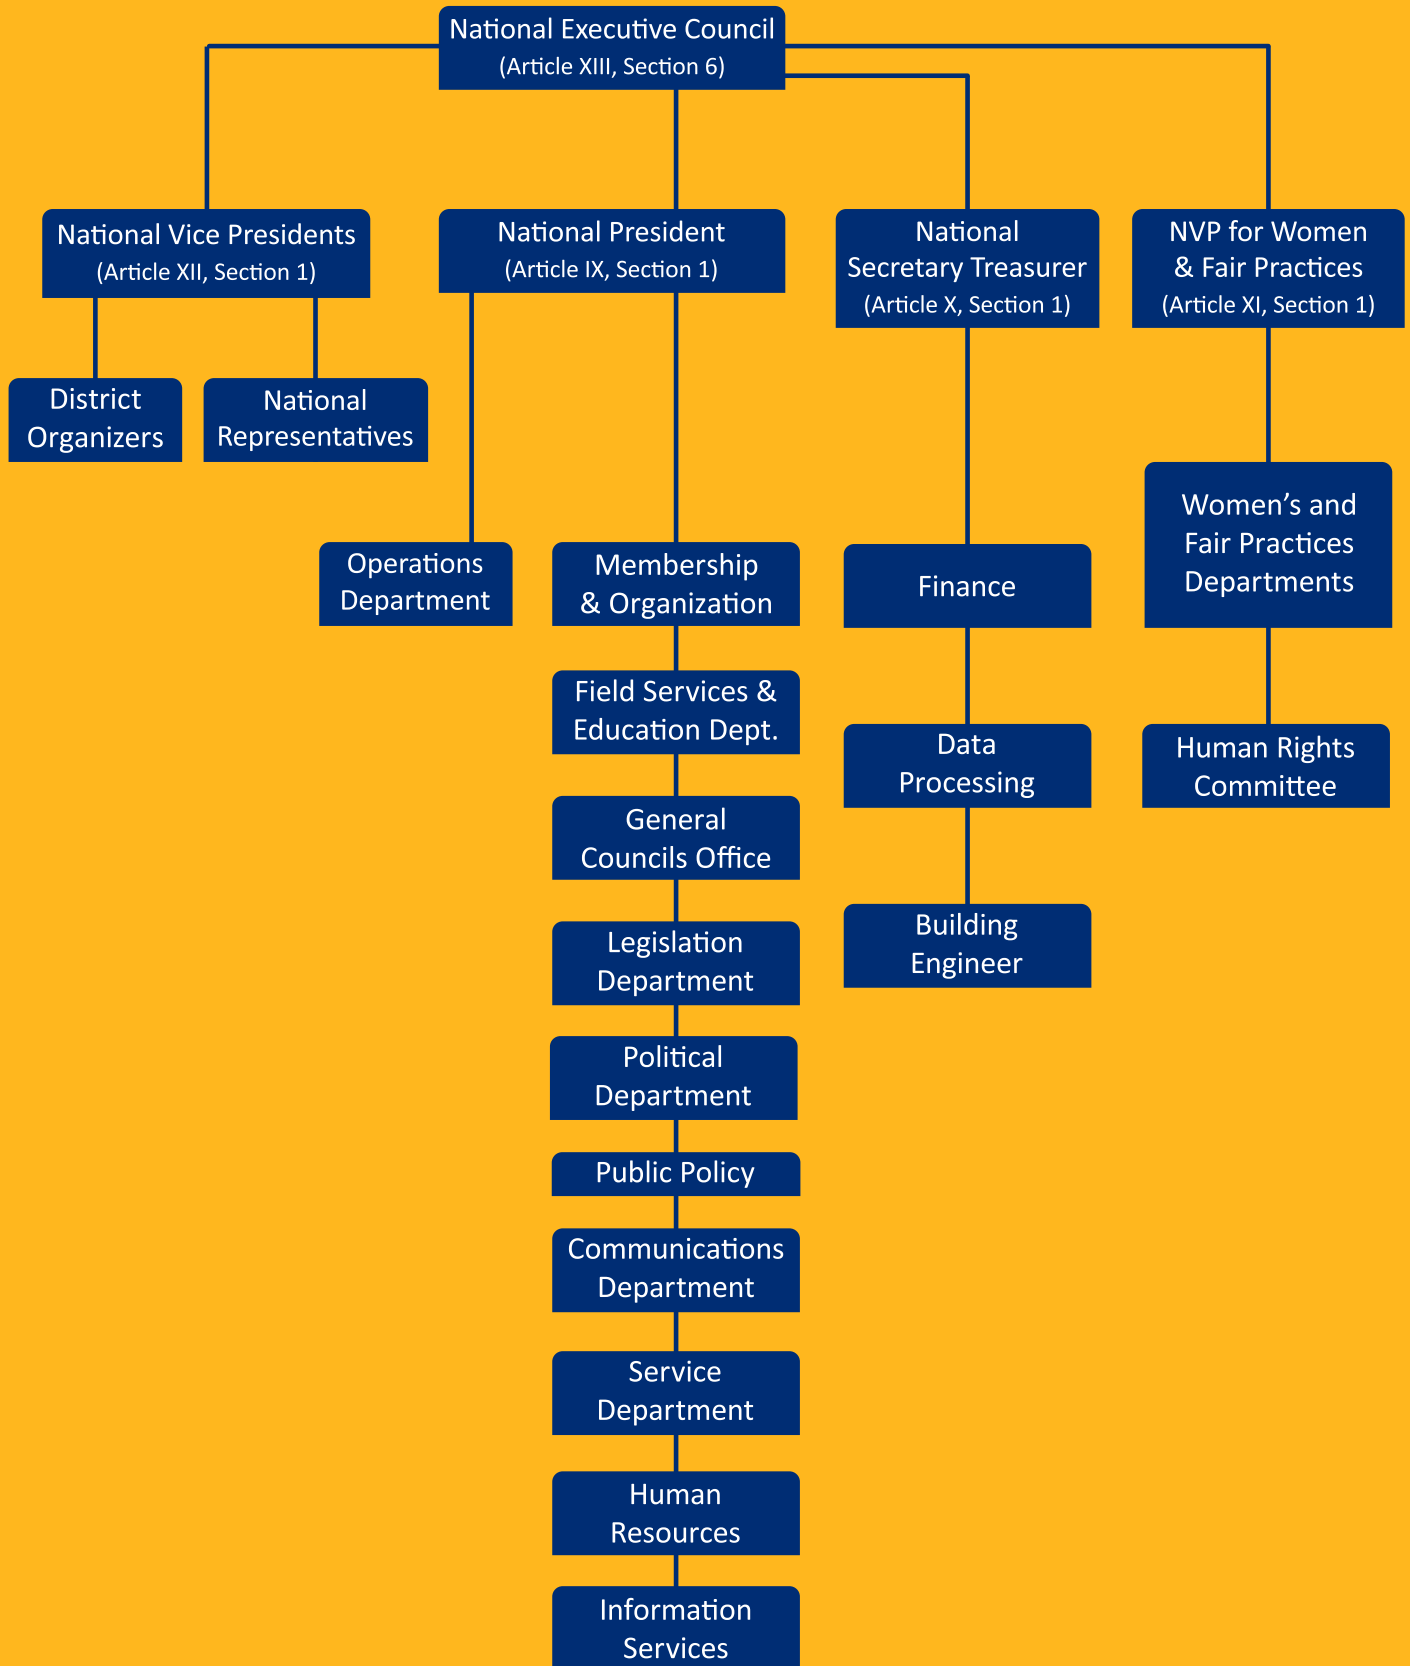 National Executive Council
(Article XIII, Section 6)
National Vice Presidents
(Article XII, Section 1)
National President
(Article IX, Section 1)
National
Secretary Treasurer
(Article X, Section 1)
NVP for Women
& Fair Practices
(Article XI, Section 1)
District
Organizers
National
Representatives
Operations
Department
Membership
& Organization
Field Services &
Education Dept.
General
Councils Office
Legislation
Department
Political
Department
Public Policy
Communications
Department
Service
Department
Human
Resources
Information
Services
Finance
Data
Processing
Building
Engineer
Women’s and
Fair Practices
Departments
Human Rights
Committee